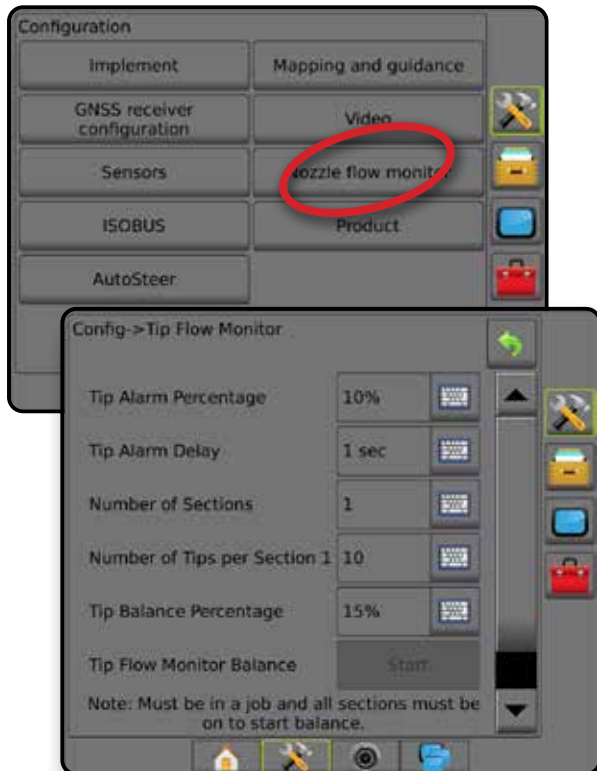 Configuration
Implement
Mapping and guidance
GNSS receiver
configuration
Video
Sensors
Nozzle flow monitor
ISOBUS
Product
AutoSteer
Config->Tip Flow Monitor
Tip Alarm Percentage
10%
Tip Alarm Delay
1 sec
Number of Sections
1
Number of Tips per Section 1
10
Tip Balance Percentage
15%
Tip Flow Monitor Balance
Start
Note: Must be in a job and all sections must be
on to start balance.